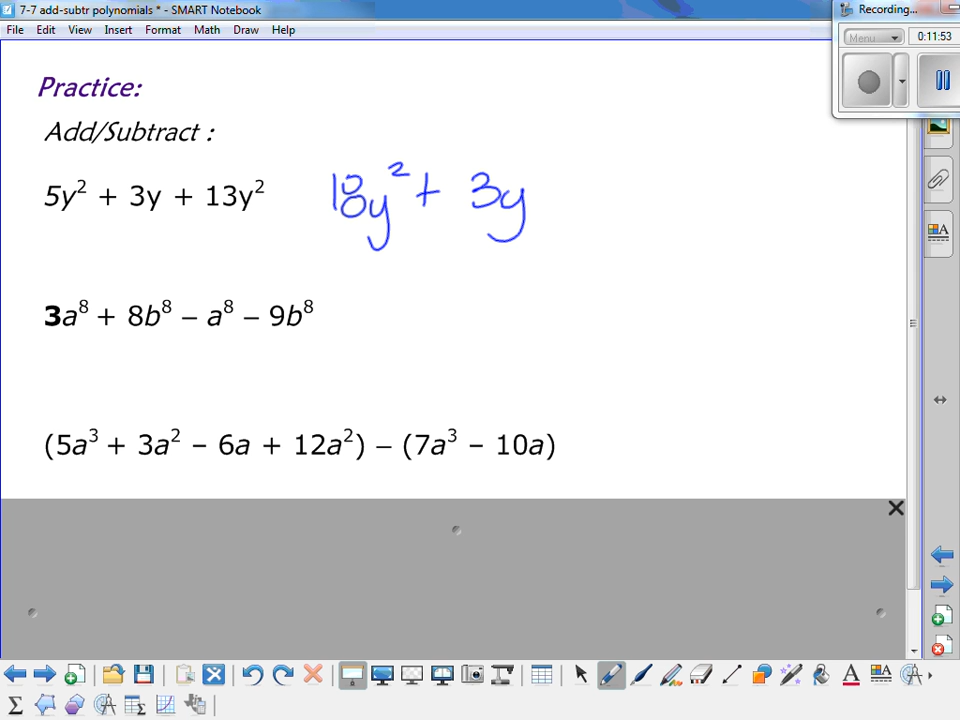 7-7 add-subtr polynomials * - SMART Notebook
Recording...
File Edit View Insert Format Math Draw Help
Menu 0:11:53
Practice:
Add/Subtract :
5y² + 3y + 13y² 18y² + 3y
3a⁸ + 8b⁸ – a⁸ – 9b⁸
(5a³ + 3a² – 6a + 12a²) – (7a³ – 10a)